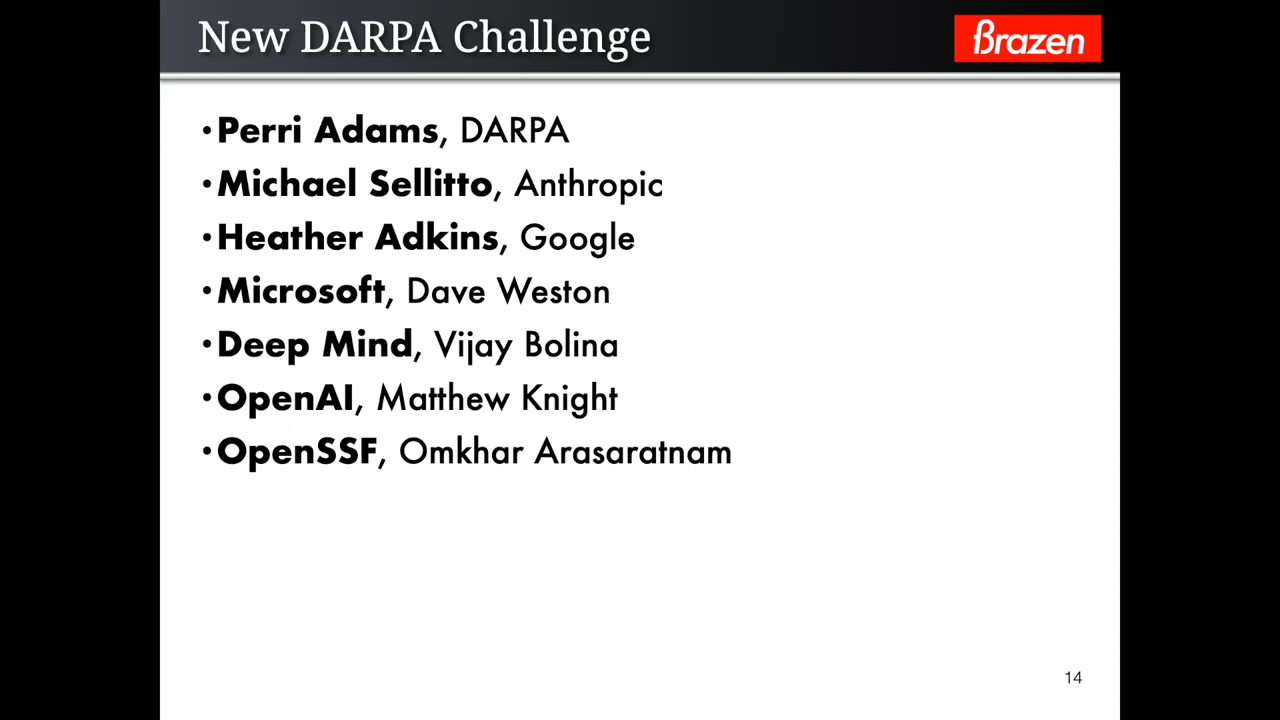 New DARPA Challenge
Brazen
•Perri Adams, DARPA
•Michael Sellitto, Anthropic
•Heather Adkins, Google
•Microsoft, Dave Weston
•Deep Mind, Vijay Bolina
•OpenAI, Matthew Knight
•OpenSSF, Omkhar Arasaratnam
14